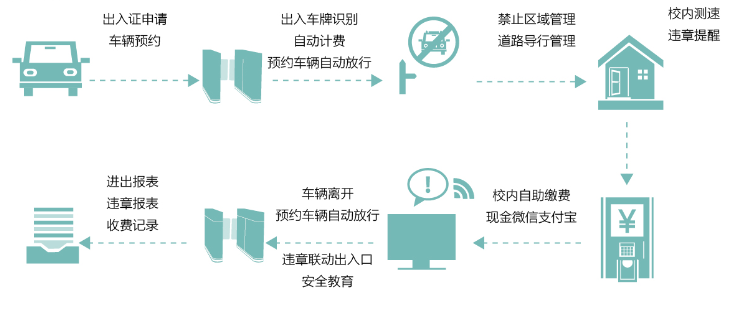 出入证申请
车辆预约
出入车牌识别
自动计费
预约车辆自动放行
禁止区域管理
道路导行管理
校内测速
违章提醒
¥
校内自助缴费
现金微信支付宝
!
车辆离开
预约车辆自动放行
违章联动出入口
安全教育
进出报表
违章报表
收费记录